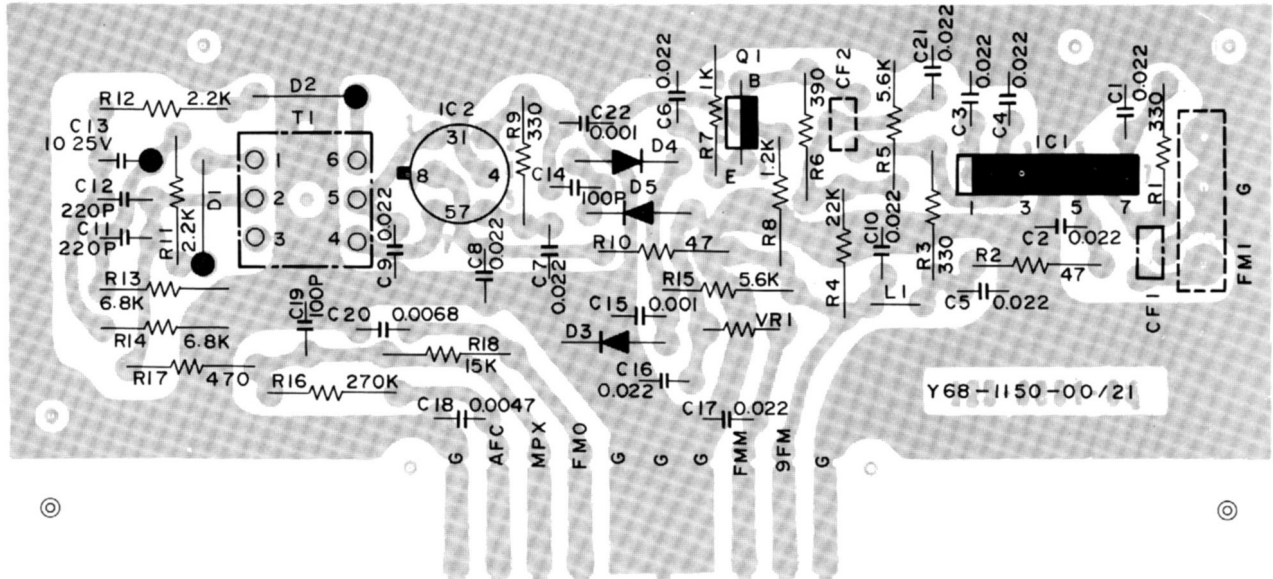 R12 2.2K
D2
C13
10 25V
C12
220P
C11
220P
R11
2.2K
D1
T1
1 6
2 5
3 4
IC2
31
8 4
57
R9
330
C22
0.001
C6
0.022
R7
1K
Q1
B
E
R6
390
CF2
R5
5.6K
C21
0.022
C3
0.022
C4
0.022
IC1
1 3 5 7
C1
0.022
R1
330
G
FM1
CF1
D4
C14
100P
D5
R8
1.2K
R4
22K
C10
0.022
R3
330
C2 0.022
R2
47
C5 0.022
L1
C9
0.022
C8
0.022
C7
0.022
R10 47
R15 5.6K
R13
6.8K
R14 6.8K
R17 470
C19
100P
C20 0.0068
R18
15K
R16 270K
C18 0.0047
C15 0.001
VR1
D3
C16
0.022
C17 0.022
Y68-1150-00/21
G
AFC
MPX
FMO
G
G
G
FMM
9FM
G